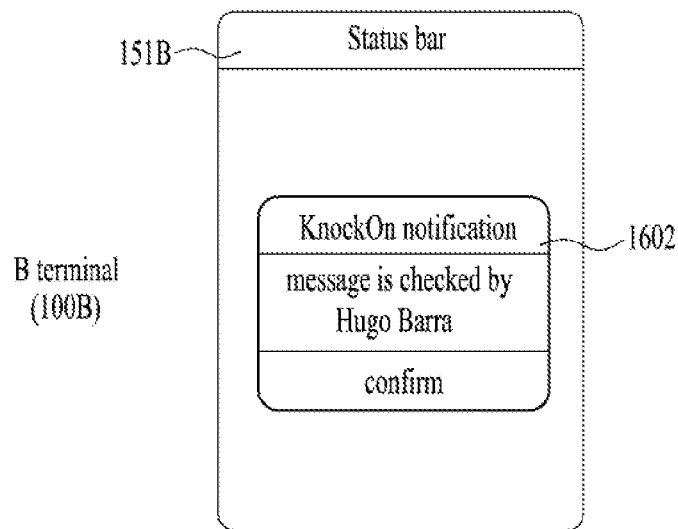 Status bar
151B
KnockOn notification
1602
message is checked by
Hugo Barra
confirm
B terminal
(100B)